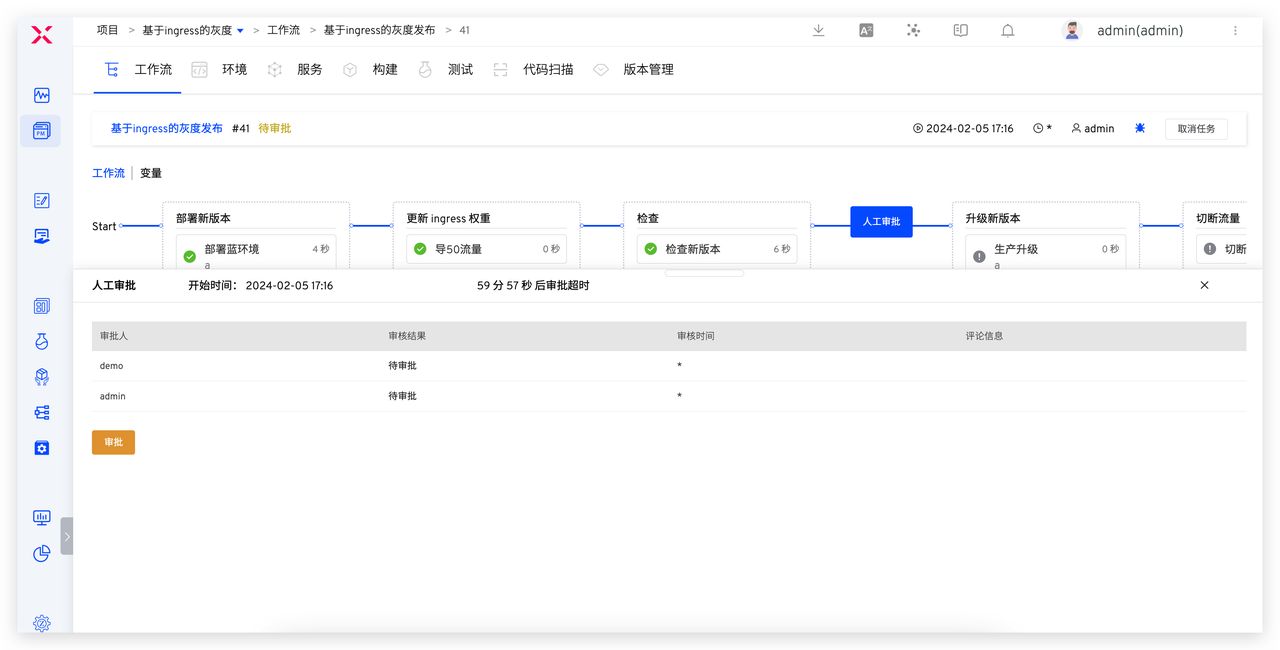 项目 > 基于ingress的灰度 > 工作流 > 基于ingress的灰度发布 > 41 admin(admin)
工作流 环境 服务 构建 测试 代码扫描 版本管理
基于ingress的灰度发布 #41 待审批 2024-02-05 17:16 * admin 取消任务
工作流 变量
Start
部署新版本
部署蓝环境 4 秒
a
更新 ingress 权重
导50流量 0 秒
检查
检查新版本 6 秒
人工审批
升级新版本
生产升级 0 秒
a
切断流量
切断
人工审批 开始时间： 2024-02-05 17:16 59 分 57 秒 后审批超时
审批人 审核结果 审核时间 评论信息
demo 待审批 *
admin 待审批 *
审批